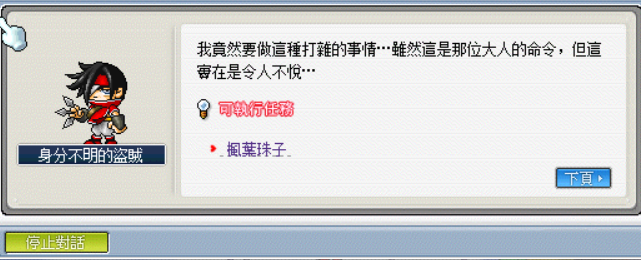 我竟然要做這種打雜的事情…雖然這是那位大人的命令，但這
實在是令人不悅…
可執行任務
楓葉珠子
身分不明的盜賊
下頁
停止對話